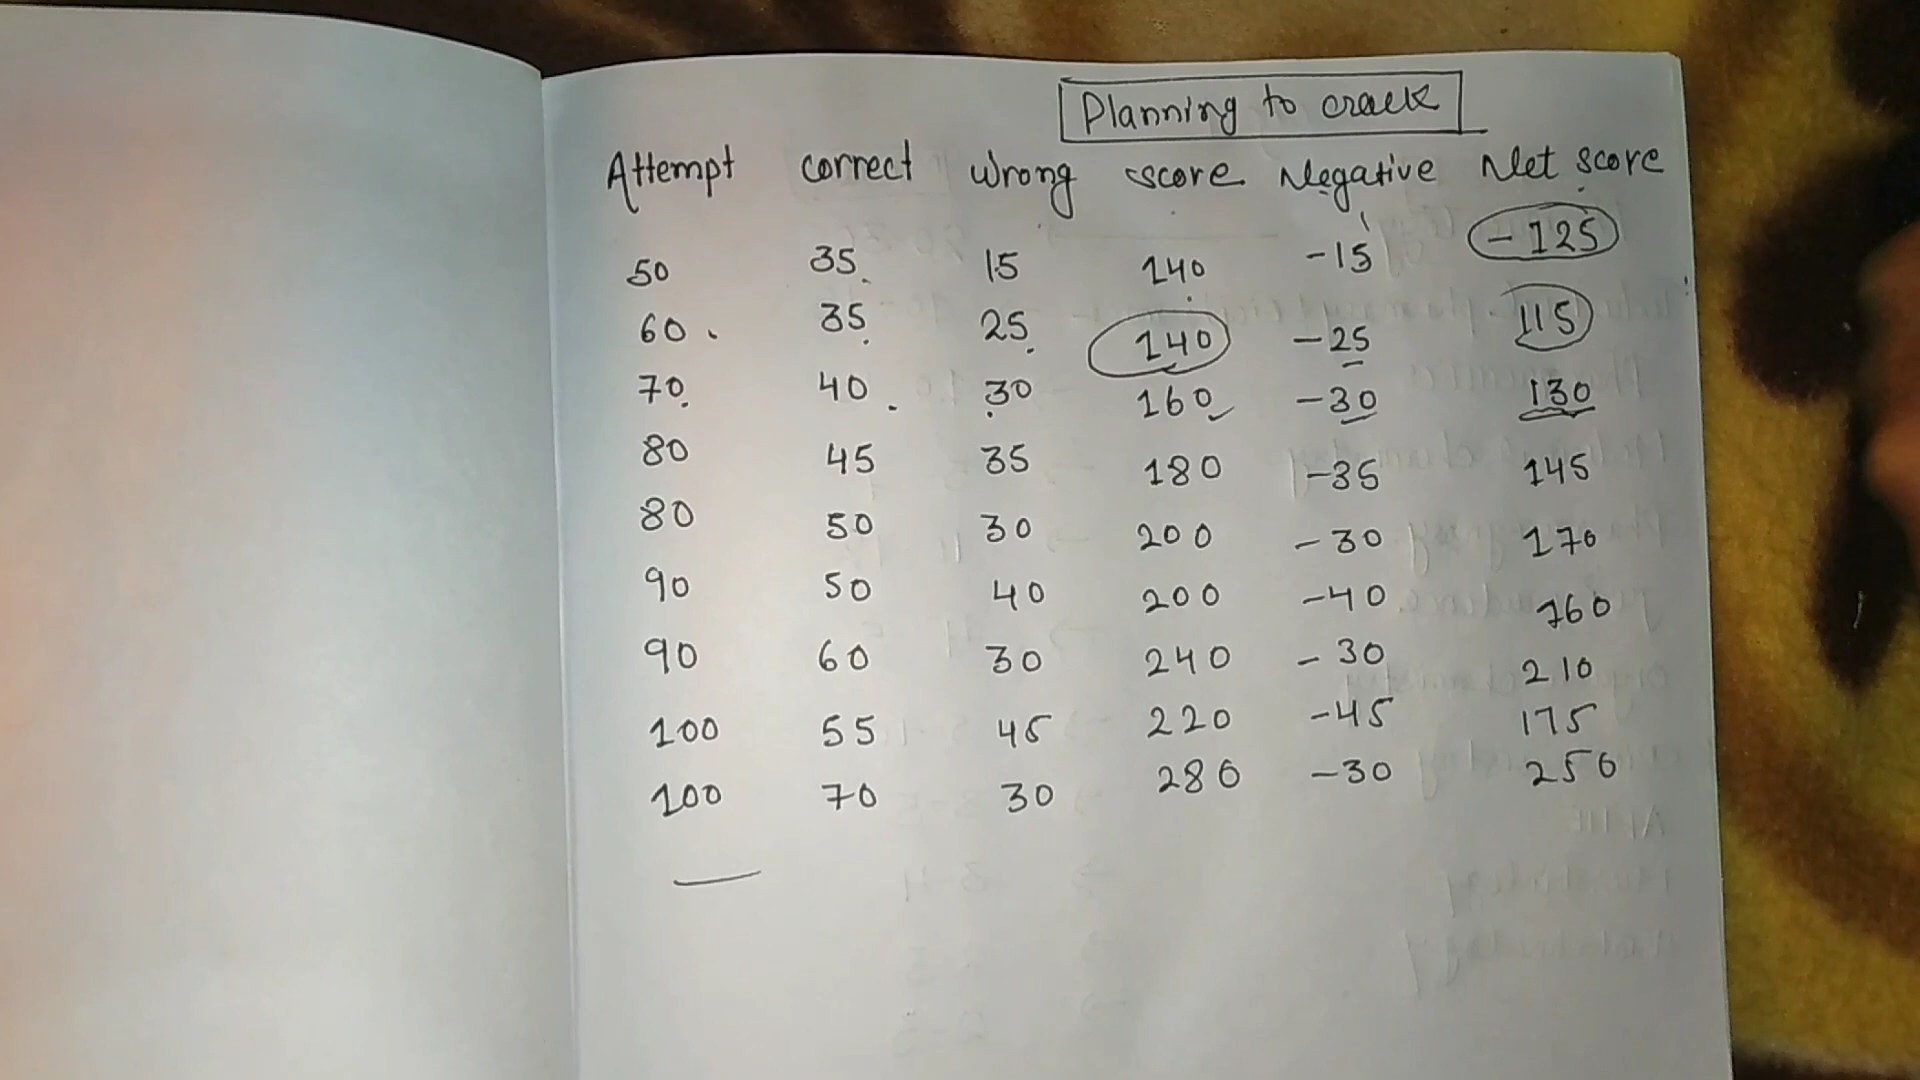 Planning to crack
Attempt correct wrong score Negative Net score
50 35 15 140 -15 -125
60 35 25 140 -25 115
70 40 30 160 -30 130
80 45 35 180 -35 145
80 50 30 200 -30 170
90 50 40 200 -40 160
90 60 30 240 -30 210
100 55 45 220 -45 175
100 70 30 280 -30 250